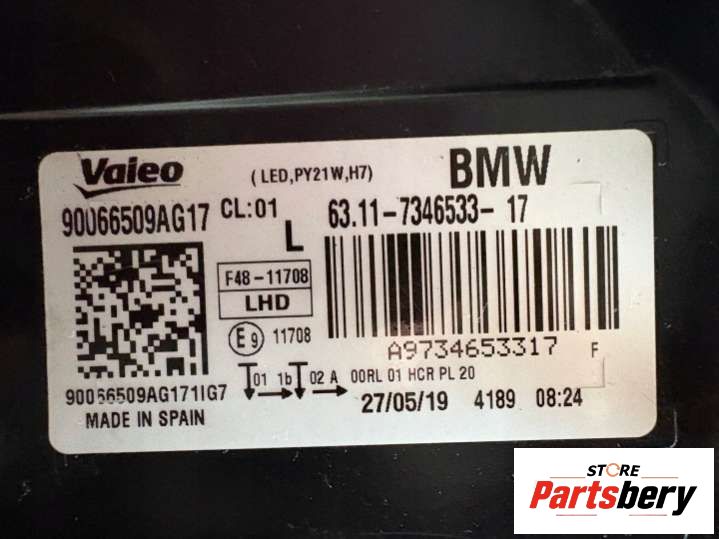 Valeo
(LED,PY21W,H7)
BMW
90066509AG17
CL:01
L
63.11-7346533-17
F48-11708
LHD
E9 11708
A9734653317
F
01 1b 02 A 00RL 01 HCR PL 20
90066509AG171IG7
MADE IN SPAIN
27/05/19 4189 08:24
STORE
Partsbery